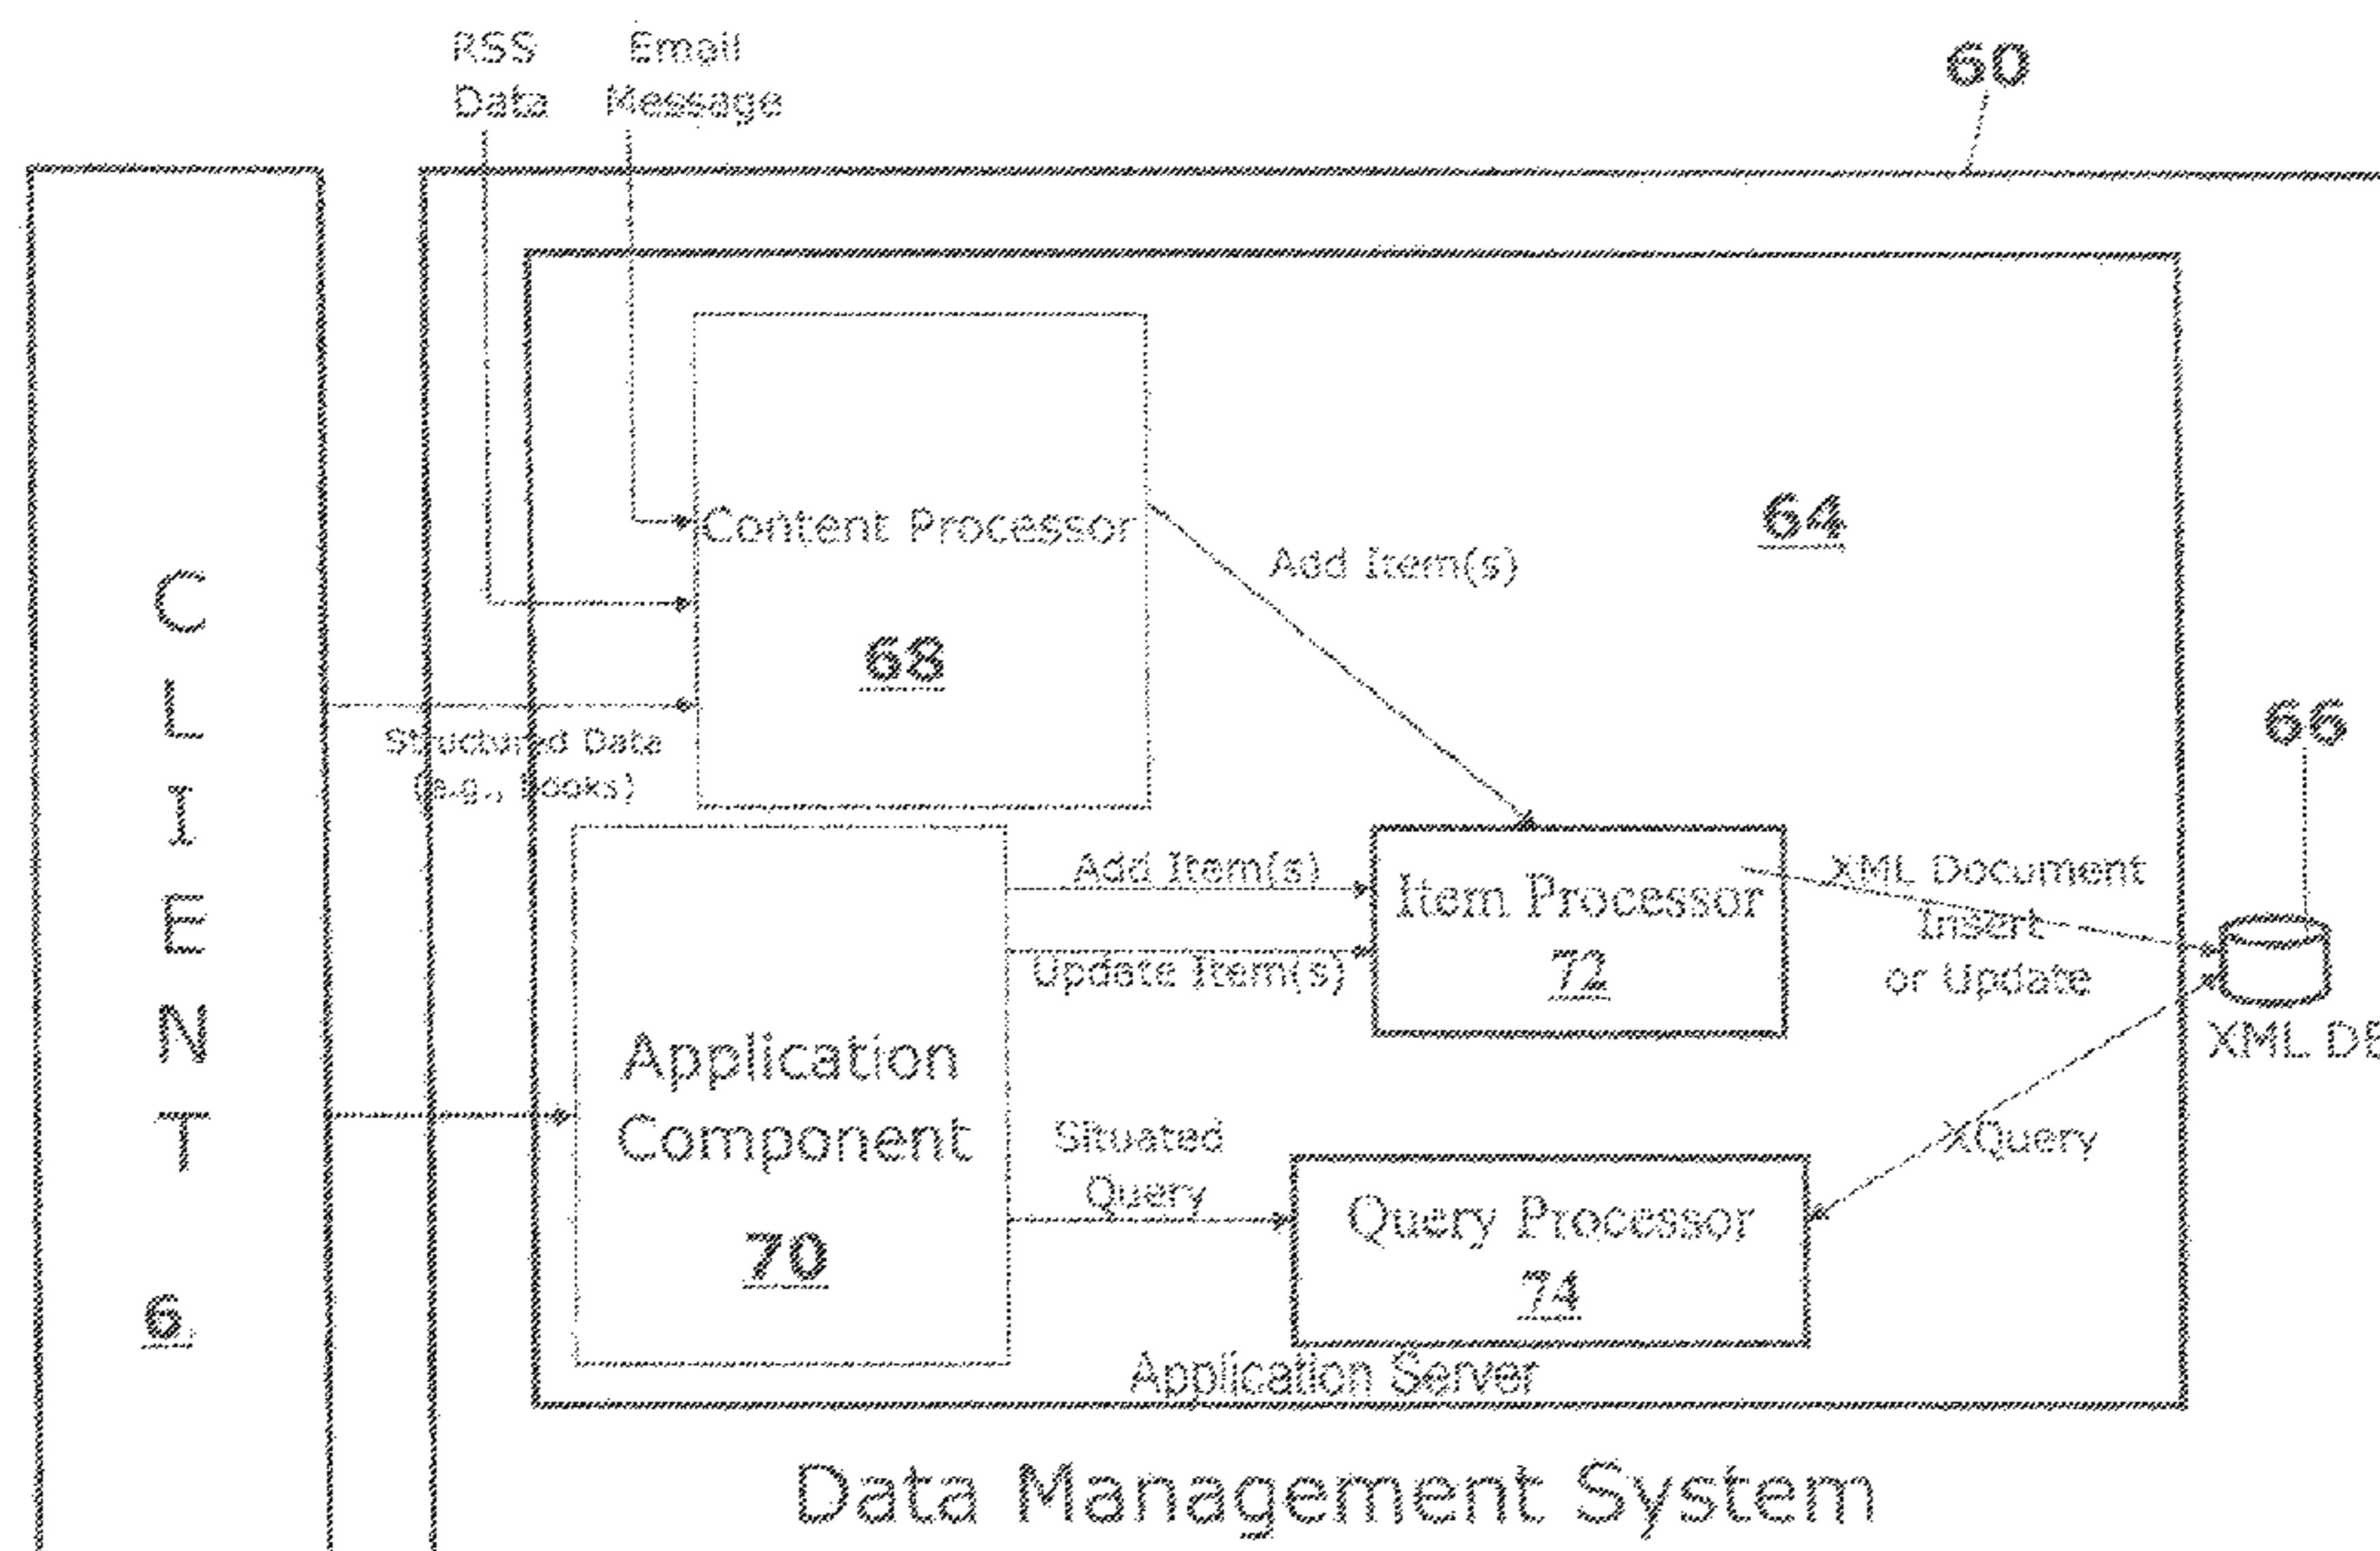 RSS
Data
Email
Message
60
Content Processor
68
Add Item(s)
64
Structured Data
(e.g., books)
66
CLIENT
6
Add Item(s)
Update Item(s)
Item Processor
72
XML Document
Insert
or Update
XML
Application
Component
70
Situated
Query
Query Processor
74
XQuery
Application Server
Data Management System